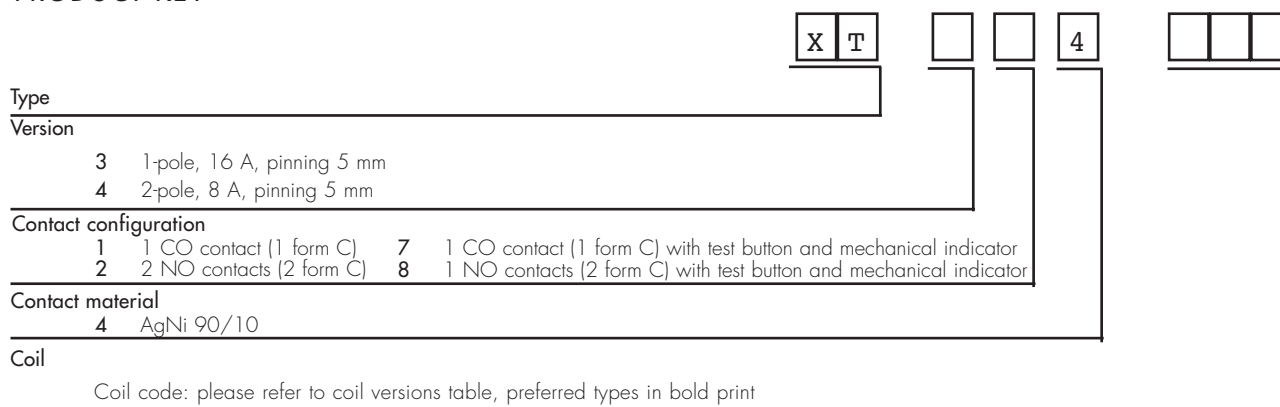 X T 4
Type
Version
3 1-pole, 16 A, pinning 5 mm
4 2-pole, 8 A, pinning 5 mm
Contact configuration
1 1 CO contact (1 form C) 7 1 CO contact (1 form C) with test button and mechanical indicator
2 2 NO contacts (2 form C) 8 1 NO contacts (2 form C) with test button and mechanical indicator
Contact material
4 AgNi 90/10
Coil
Coil code: please refer to coil versions table, preferred types in bold print